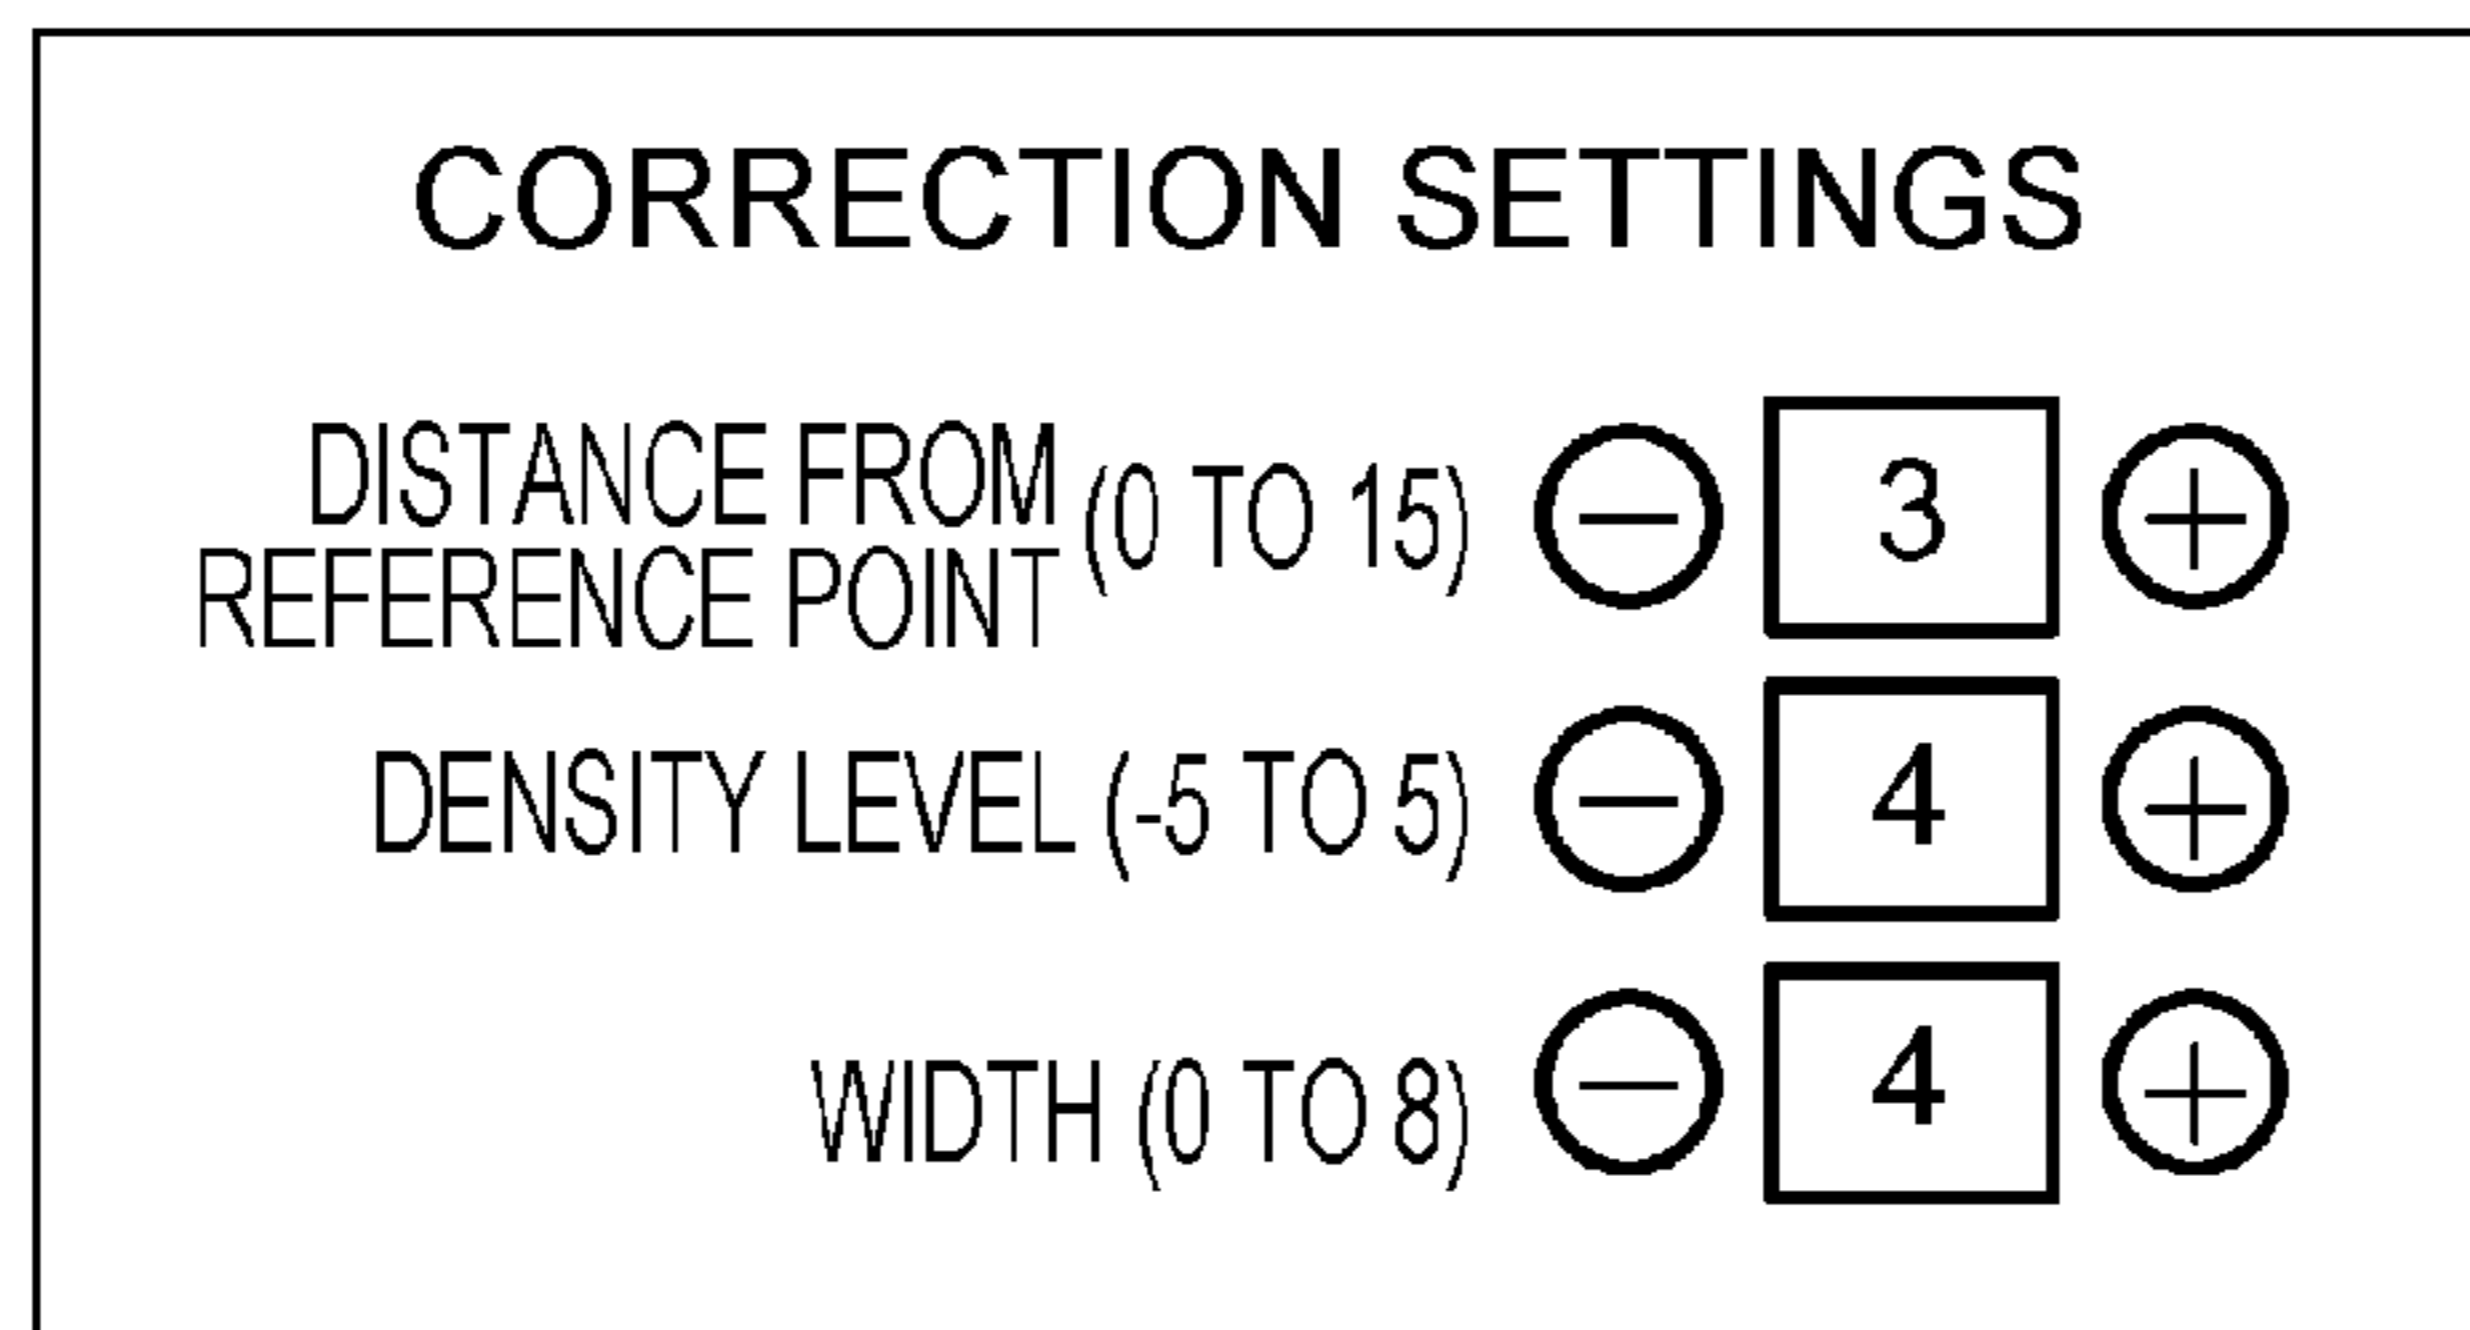 CORRECTION SETTINGS
DISTANCE FROM
REFERENCE POINT (0 TO 15) − 3 +
DENSITY LEVEL (-5 TO 5) − 4 +
WIDTH (0 TO 8) − 4 +